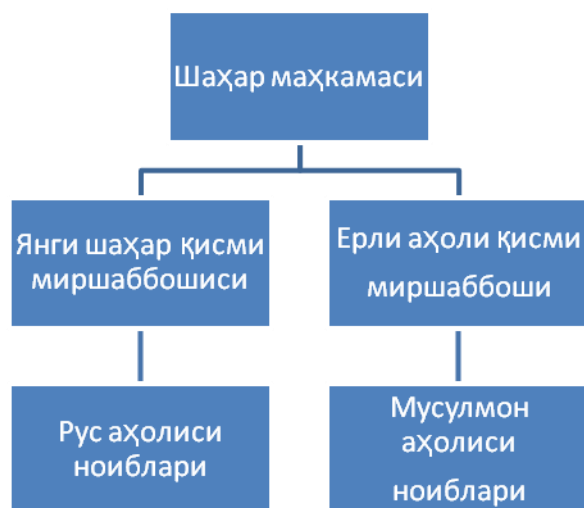 Шаҳар маҳкамаси
Янги шаҳар қисми
миршаббошиси
Ерли аҳоли қисми
миршаббоши
Рус аҳолиси
ноиблари
Мусулмон
аҳолиси
ноиблари